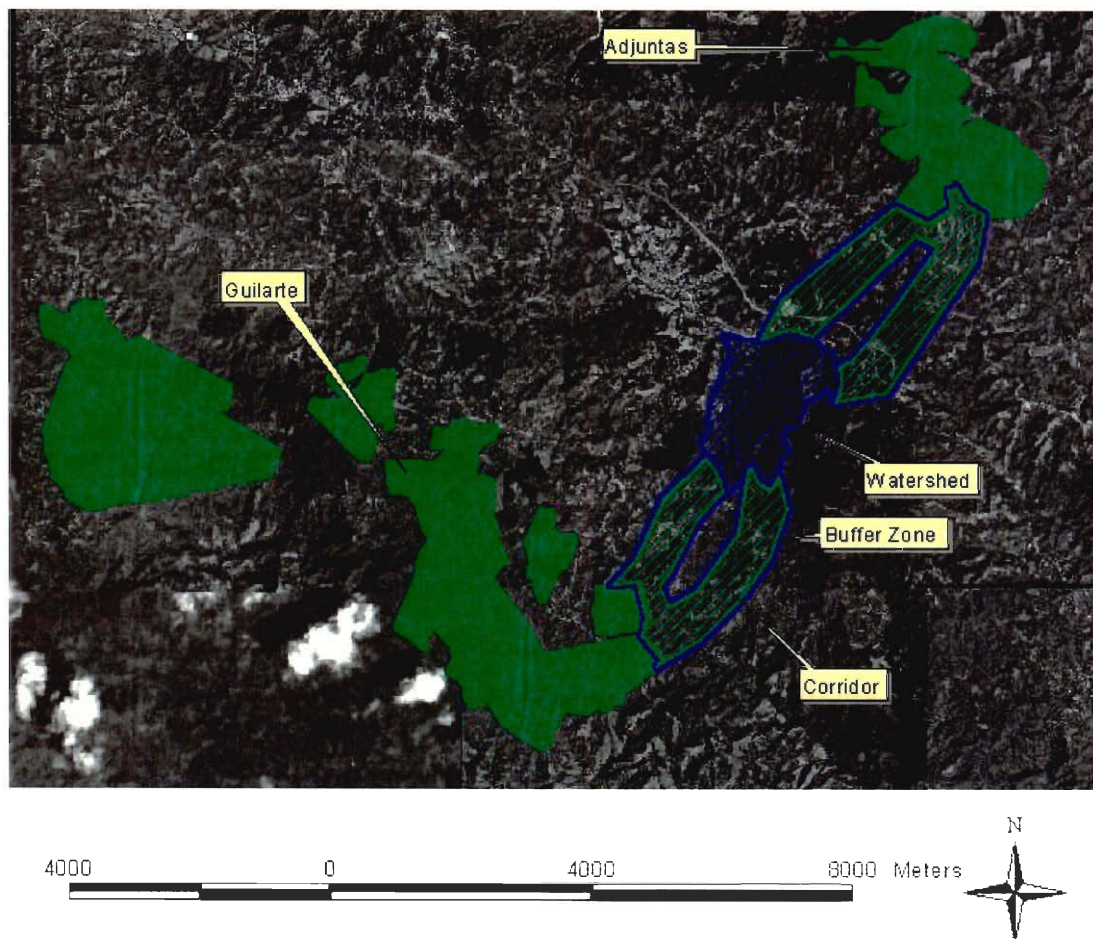 Adjuntas
Guilarte
Watershed
Buffer Zone
Corridor
N
4000 0 4000 8000 Meters